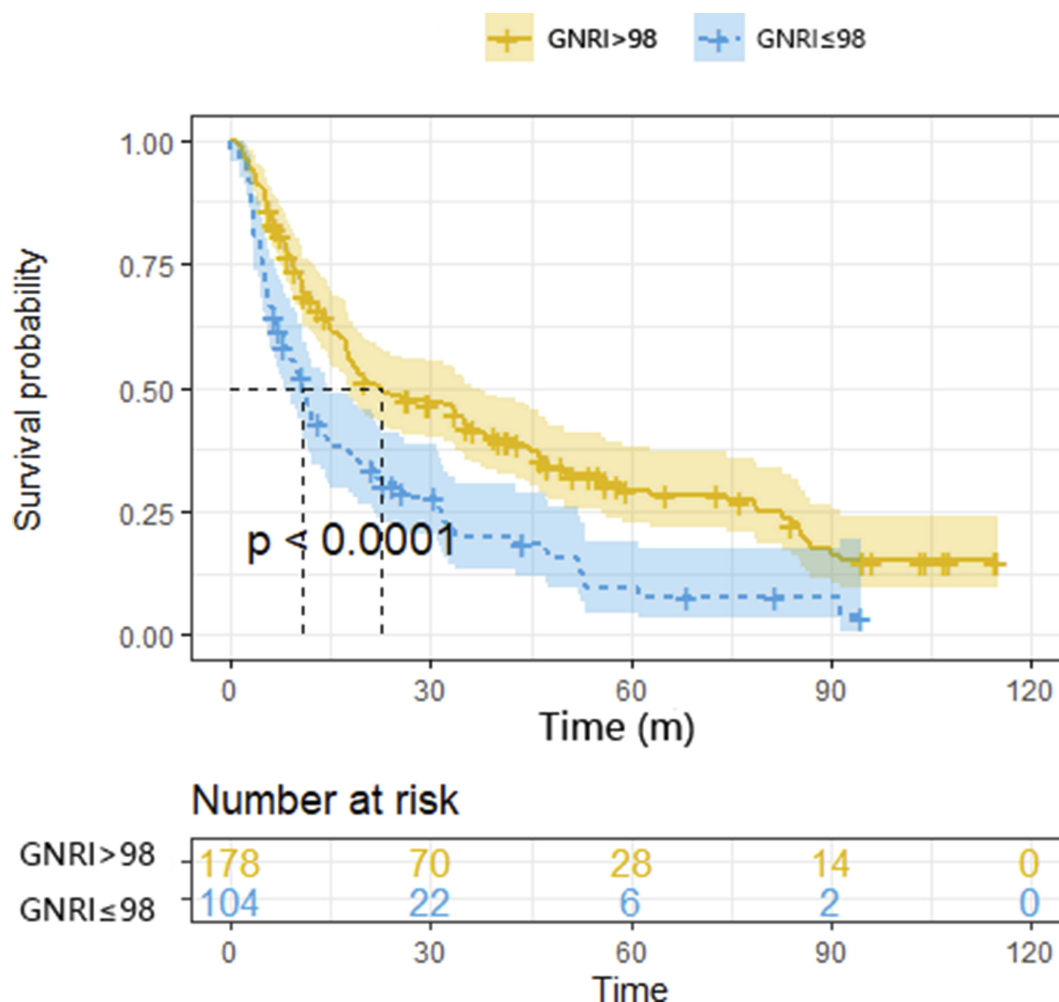 GNRI>98 GNRI≤98
1.00
0.75
0.50
0.25
0.00
Survival probability
p < 0.0001
0 30 60 90 120
Time (m)
Number at risk
GNRI>98 178 70 28 14 0
GNRI≤98 104 22 6 2 0
0 30 60 90 120
Time